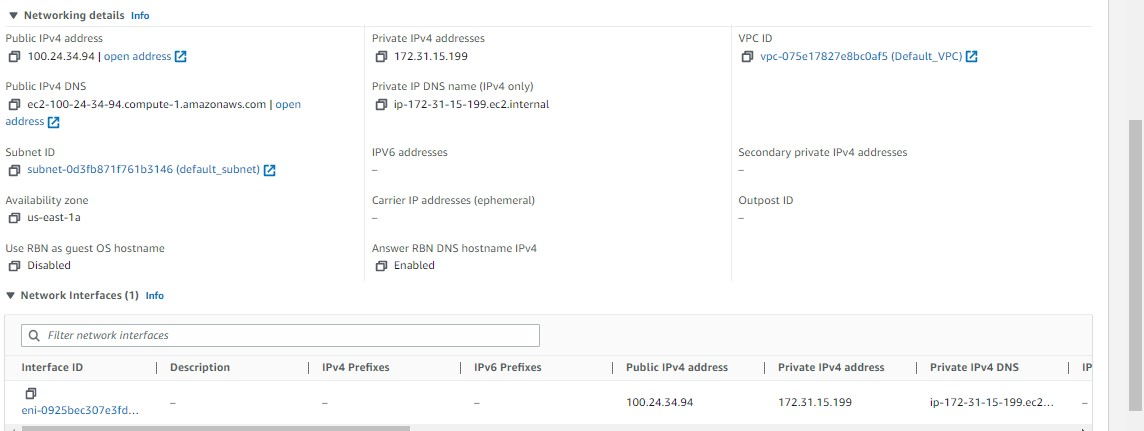 Networking details Info
Public IPv4 address
100.24.34.94 | open address
Private IPv4 addresses
172.31.15.199
VPC ID
vpc-075e17827e8bc0af5 (Default_VPC)
Public IPv4 DNS
ec2-100-24-34-94.compute-1.amazonaws.com | open
address
Private IP DNS name (IPv4 only)
ip-172-31-15-199.ec2.internal
Subnet ID
subnet-0d3fb871f761b3146 (default_subnet)
IPV6 addresses
–
Secondary private IPv4 addresses
–
Availability zone
us-east-1a
Carrier IP addresses (ephemeral)
–
Outpost ID
–
Use RBN as guest OS hostname
Disabled
Answer RBN DNS hostname IPv4
Enabled
Network Interfaces (1) Info
Filter network interfaces
Interface ID | Description | IPv4 Prefixes | IPv6 Prefixes | Public IPv4 address | Private IPv4 address | Private IPv4 DNS | IP
eni-0925bec307e3fd... – – – 100.24.34.94 172.31.15.199 ip-172-31-15-199.ec2... –